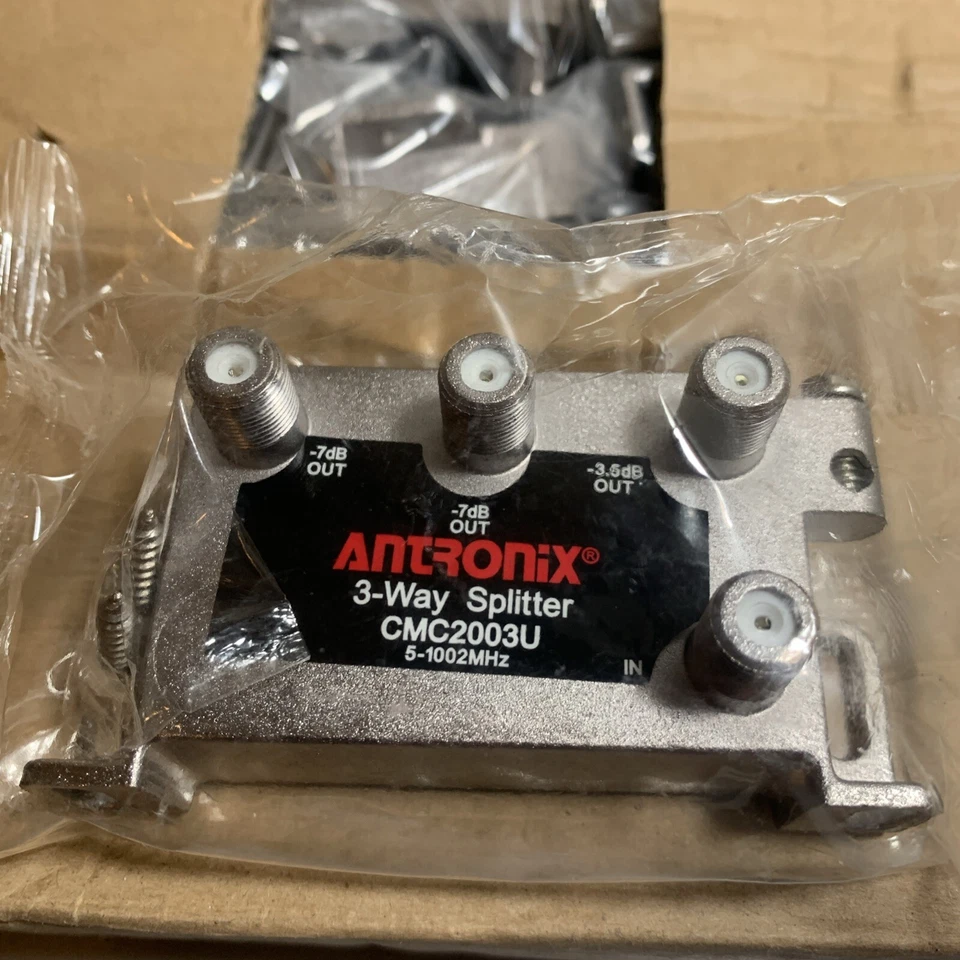 -7dB
OUT
-7dB
OUT
-3.5dB
OUT
ANTRONIX®
3-Way Splitter
CMC2003U
5-1002MHz
IN